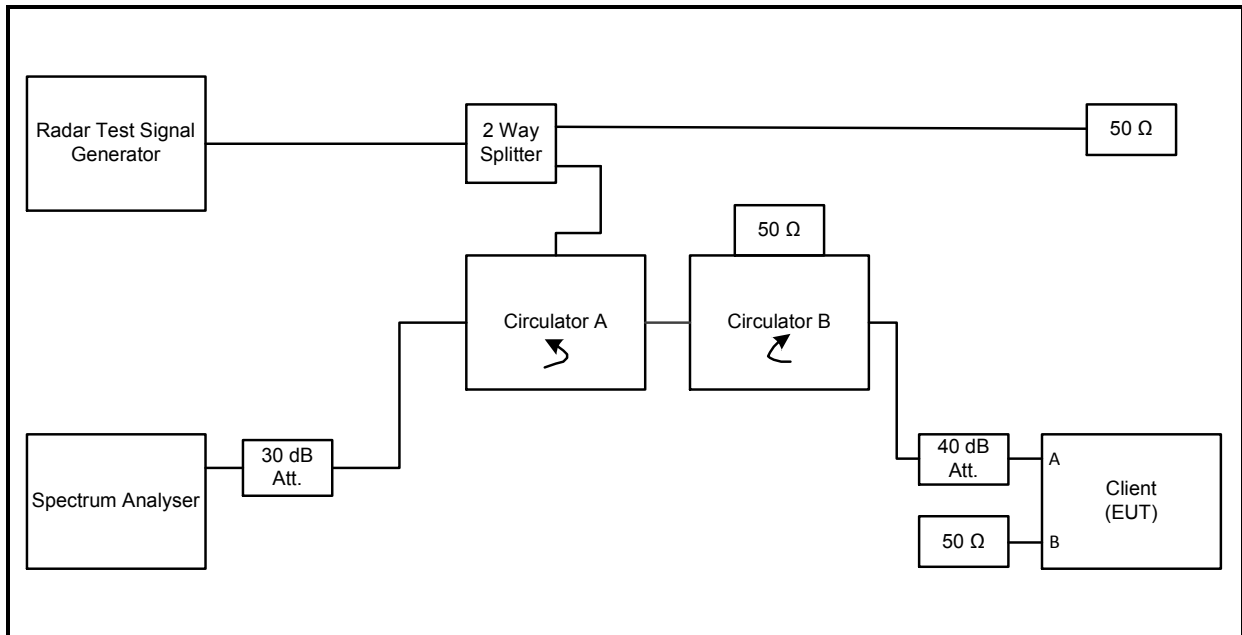 Radar Test Signal
Generator
2 Way
Splitter
50 Ω
50 Ω
Circulator A
Circulator B
Spectrum Analyser
30 dB
Att.
40 dB
Att.
A
Client
(EUT)
50 Ω
B